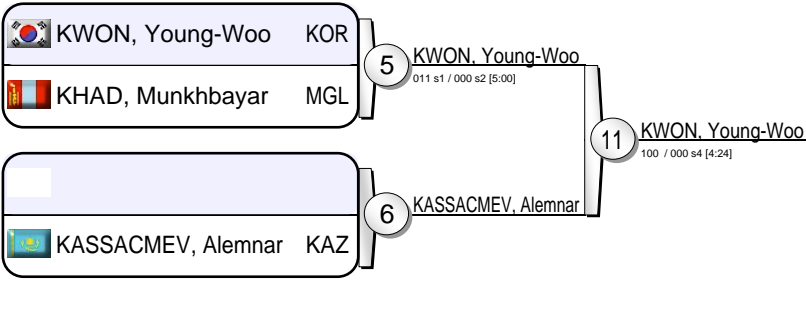 KWON, Young-Woo KOR
KHAD, Munkhbayar MGL
5
KWON, Young-Woo
011 s1 / 000 s2 [5:00]
11
KWON, Young-Woo
100 / 000 s4 [4:24]
6
KASSACMEV, Alemnar
KASSACMEV, Alemnar KAZ